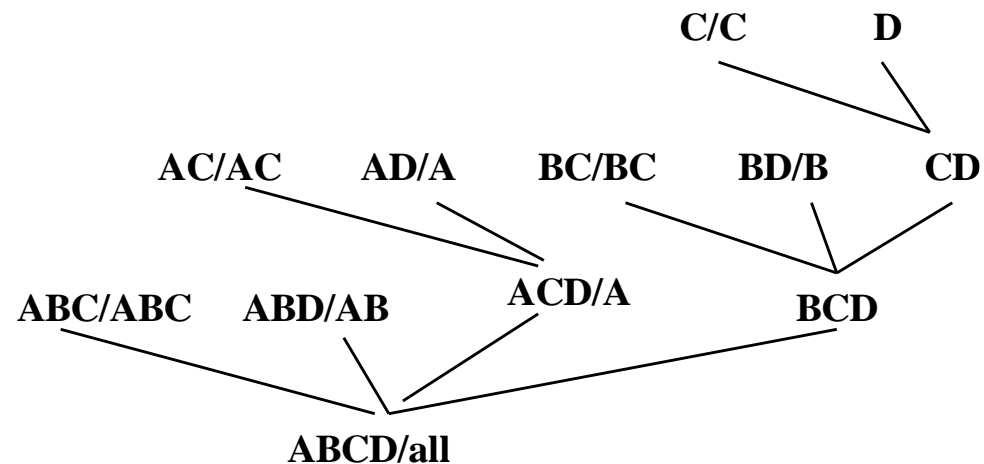 C/C D
AC/AC AD/A BC/BC BD/B CD
ABC/ABC ABD/AB ACD/A BCD
ABCD/all